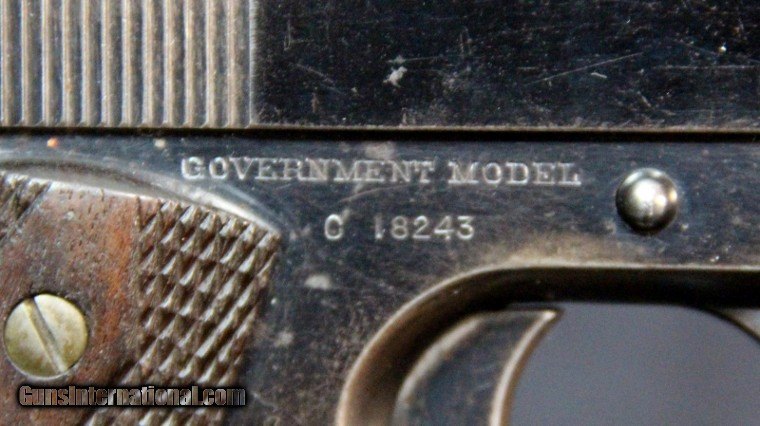 GOVERNMENT MODEL
C 18243
GunsInternational.com